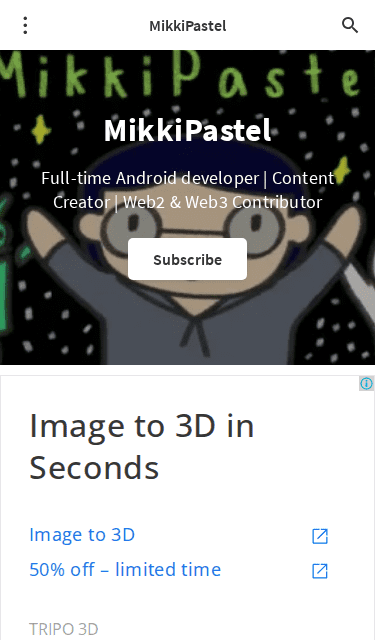 MikkiPastel
MikkiPaste
MikkiPastel
Full-time Android developer | Content
Creator | Web2 & Web3 Contributor
Subscribe
Image to 3D in
Seconds
Image to 3D
50% off – limited time
TRIPO 3D